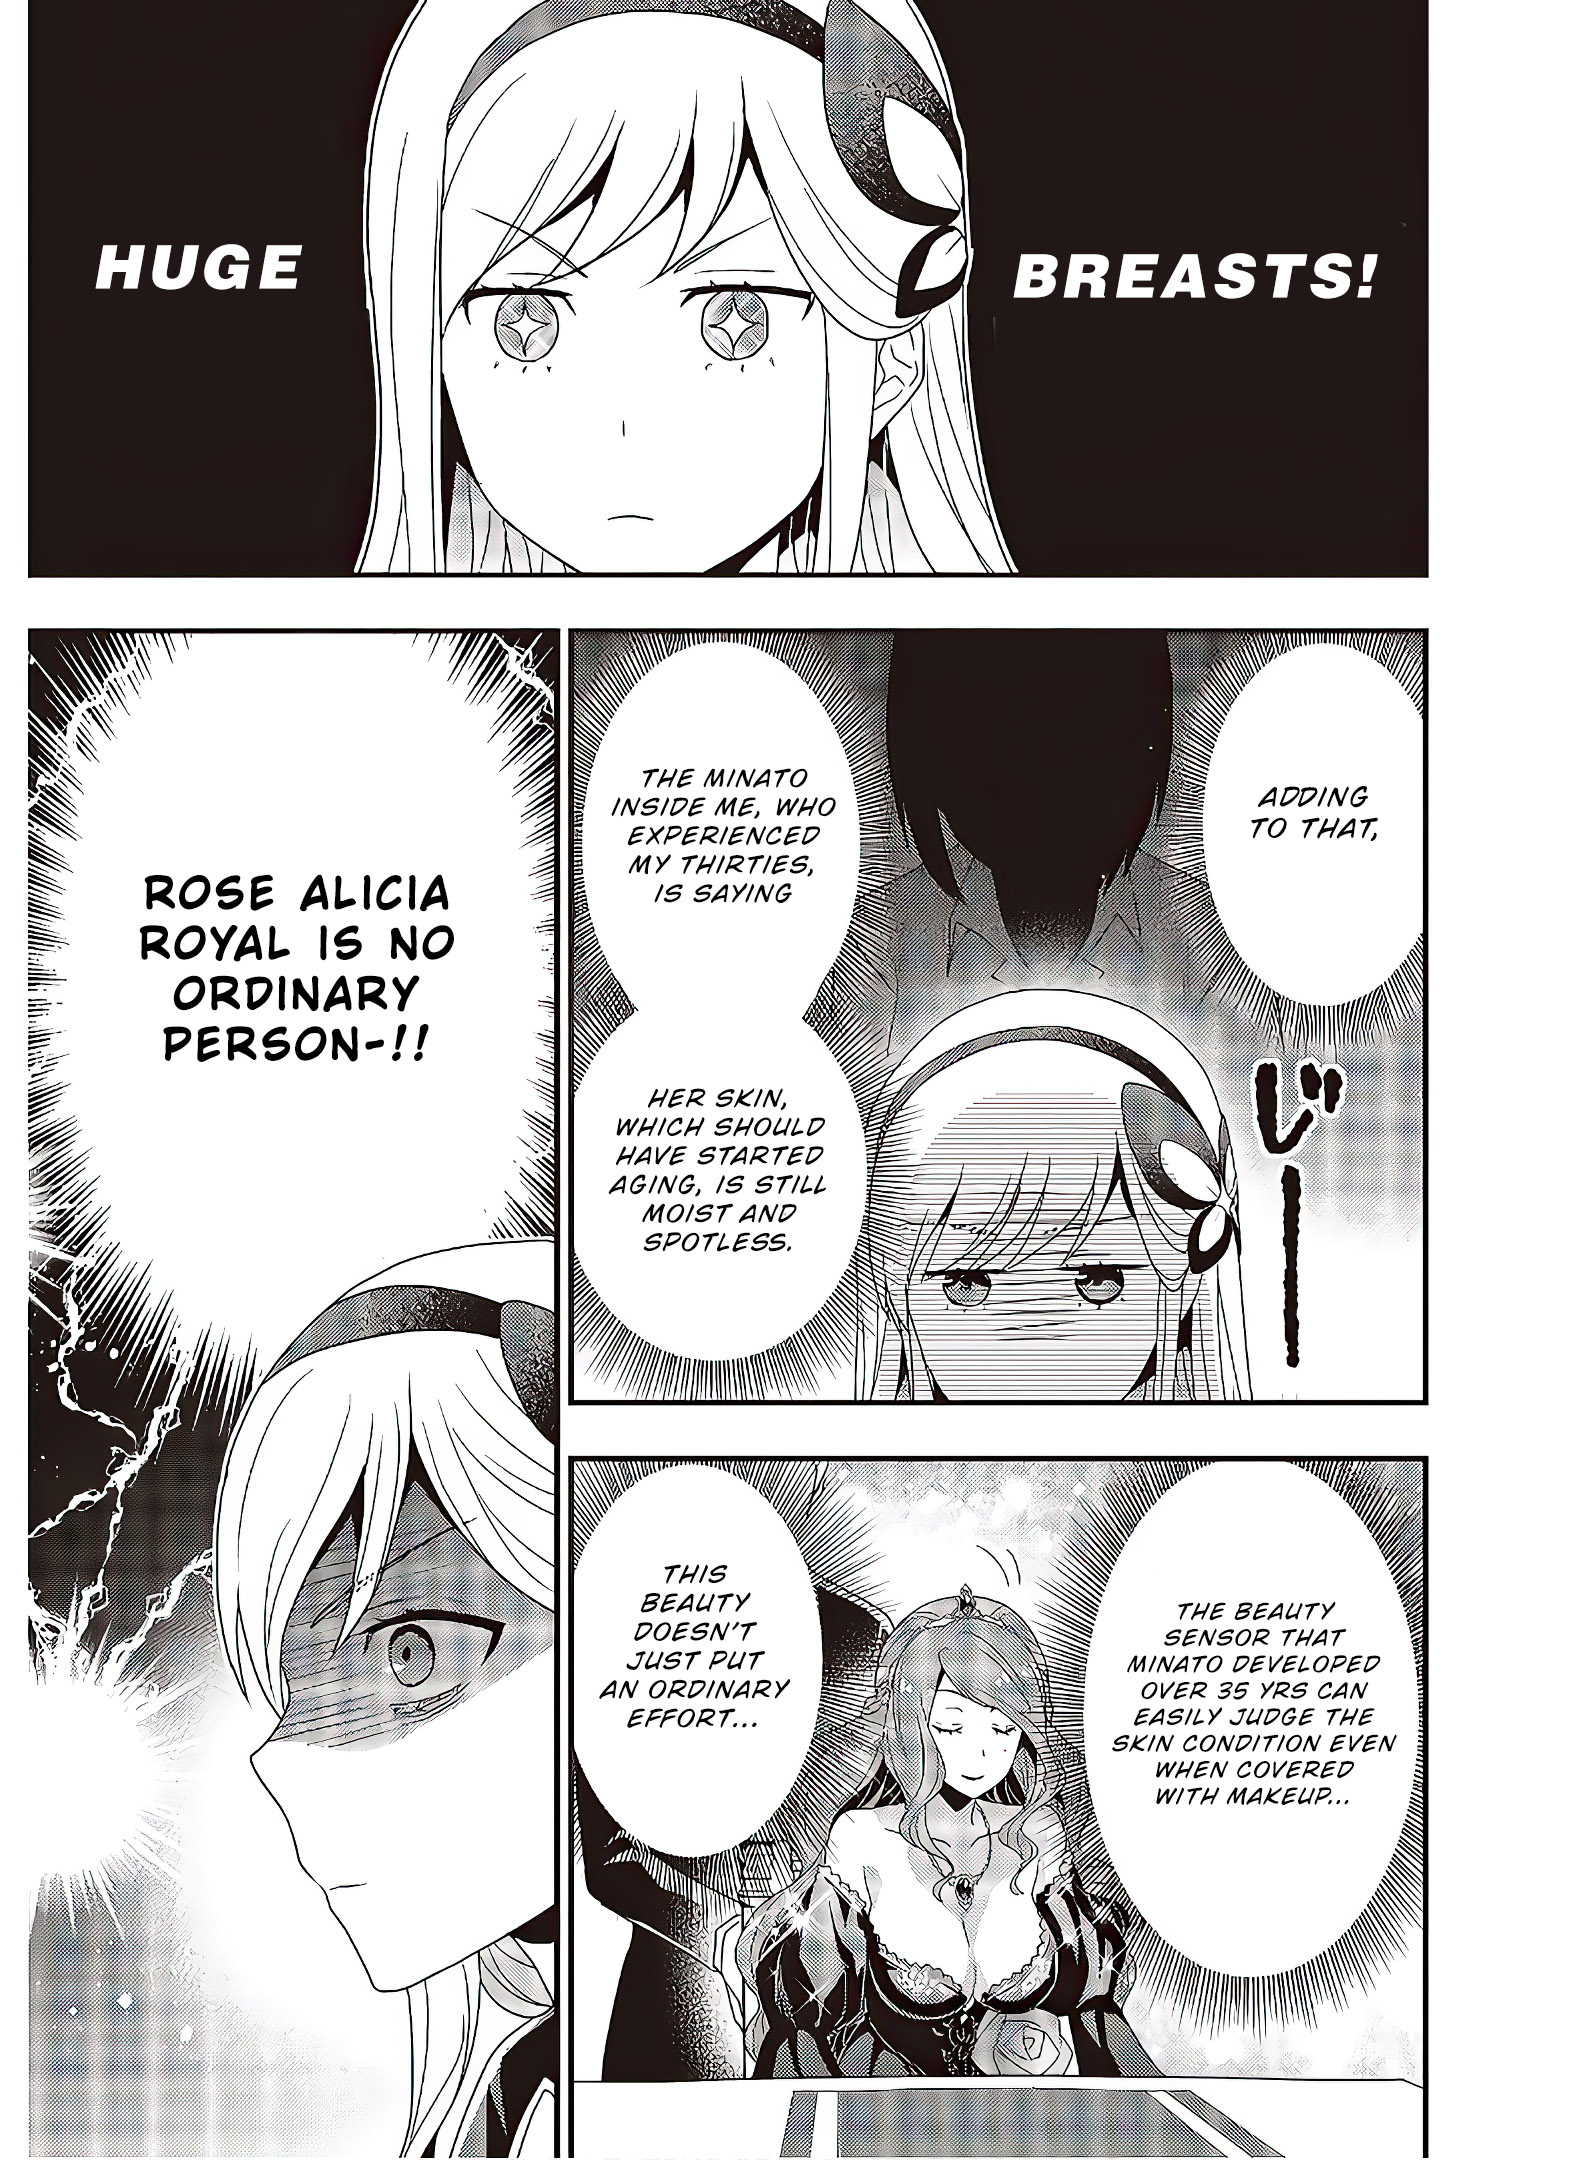 HUGE
BREASTS!
ADDING
TO THAT,
THE MINATO
INSIDE ME, WHO
EXPERIENCED
MY THIRTIES,
IS SAYING
HER SKIN,
WHICH SHOULD
HAVE STARTED
AGING, IS STILL
MOIST AND
SPOTLESS.
じー
ROSE ALICIA
ROYAL IS NO
ORDINARY
PERSON-!!
THE BEAUTY
SENSOR THAT
MINATO DEVELOPED
OVER 35 YRS CAN
EASILY JUDGE THE
SKIN CONDITION EVEN
WHEN COVERED
WITH MAKEUP...
THIS
BEAUTY
DOESN'T
JUST PUT
AN ORDINARY
EFFORT...